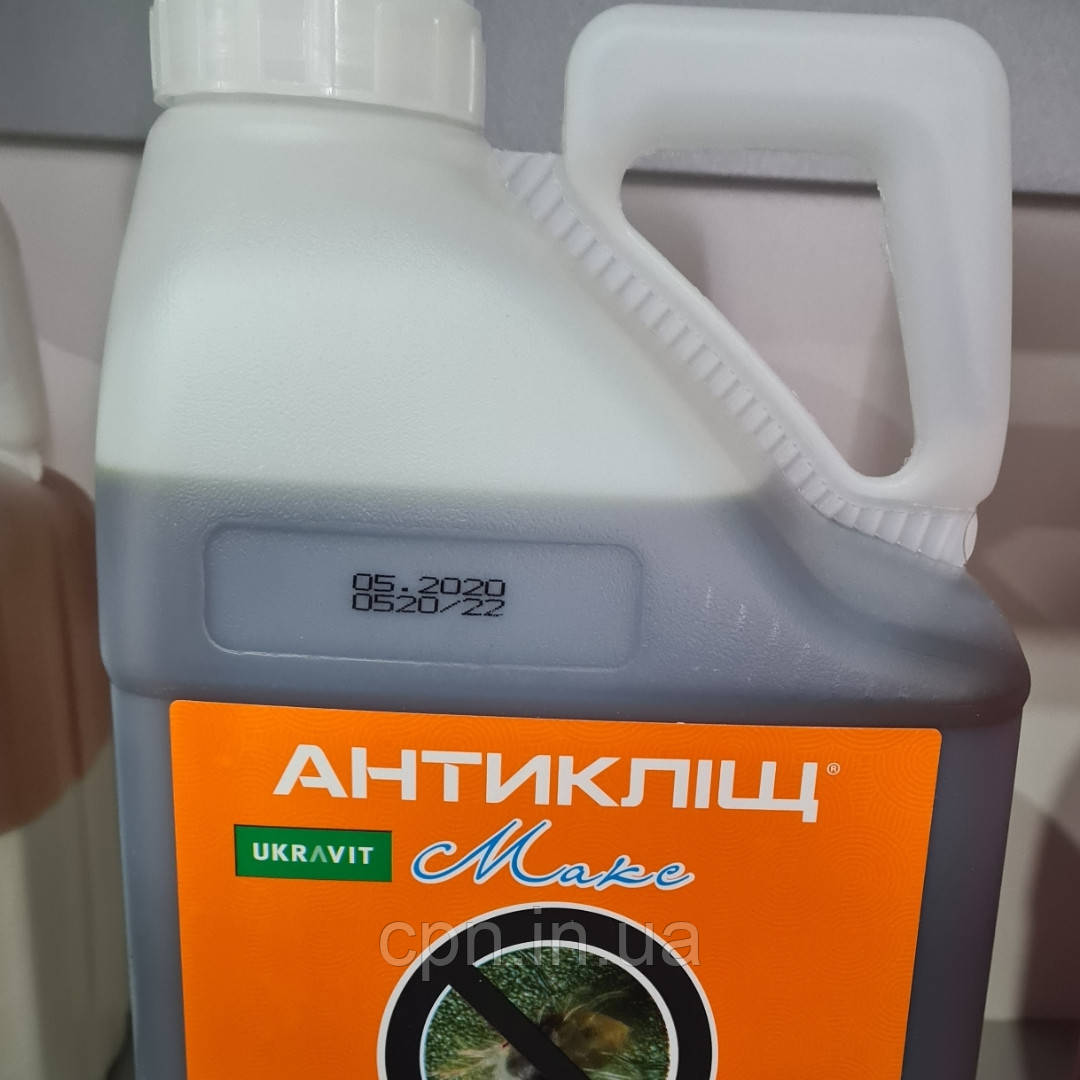 05.2020
0520/22
АНТИКЛІЩ®
UKRAVIT
Макс
cpn.in.ua